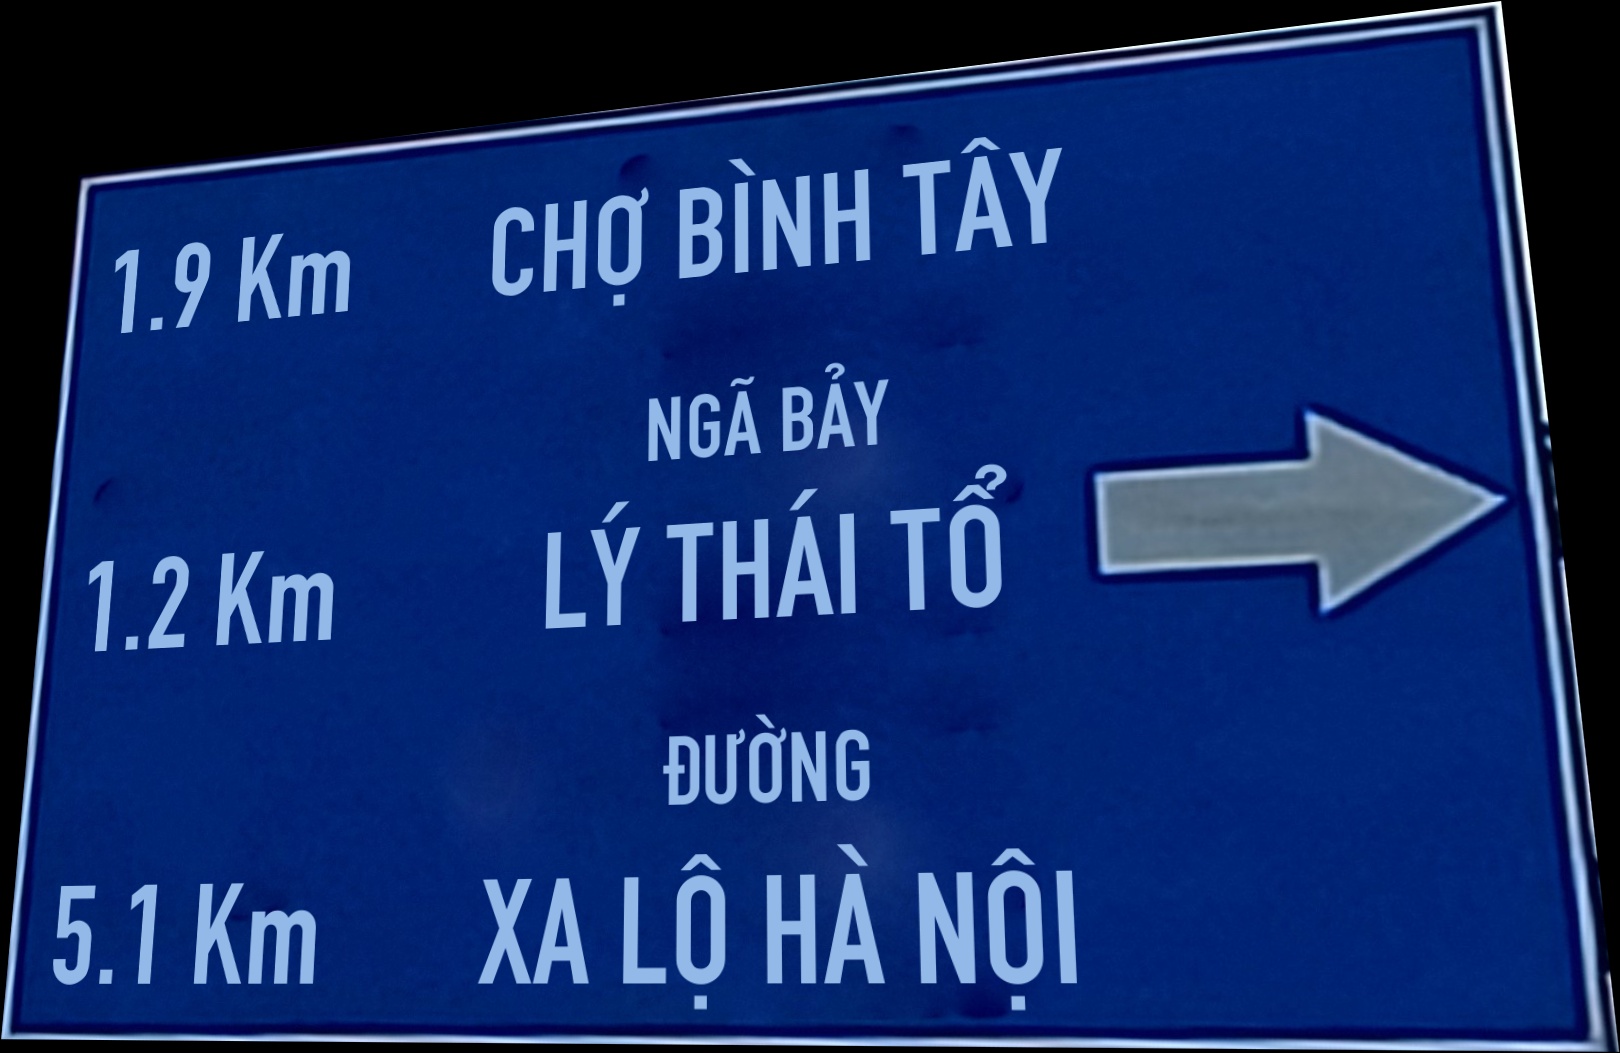 1.9 Km CHỢ BÌNH TÂY
NGÃ BẢY
1.2 Km LÝ THÁI TỔ
ĐƯỜNG
5.1 Km XA LỘ HÀ NỘI